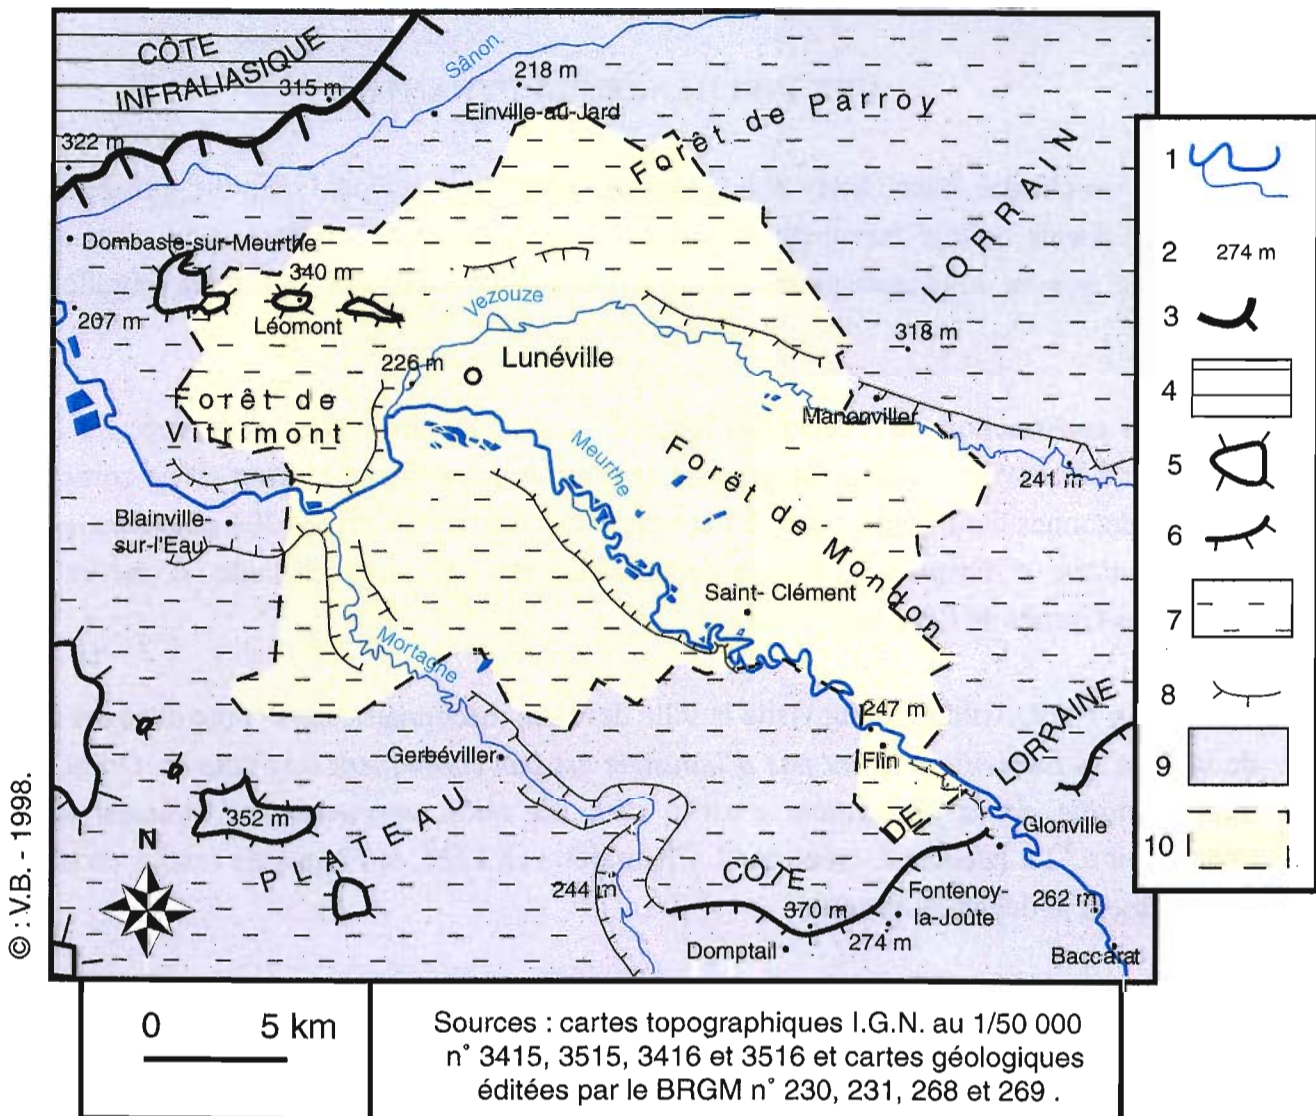 CÔTE
INFRALIASIQUE
315 m
322 m
Sânon
218 m
Einville-au-Jard
Forêt de Parroy
PLATEAU LORRAIN
Dombasle-sur-Meurthe
340 m
Léomont
207 m
Vezouze
226 m
Lunéville
318 m
Forêt de
Vitrimont
Manonviller
Meurthe
Forêt de Mondon
241 m
Blainville-
sur-l'Eau
Saint- Clément
Mortagne
247 m
Flin
Gerbéviller
352 m
CÔTE DE LORRAINE
Glonville
244 m
370 m
Fontenoy-
la-Joûte
262 m
274 m
Domptail
Baccarat
N
1
2 274 m
3
4
5
6
7
8
9
10
© : V.B. - 1998.
0 5 km
Sources : cartes topographiques I.G.N. au 1/50 000
n° 3415, 3515, 3416 et 3516 et cartes géologiques
éditées par le BRGM n° 230, 231, 268 et 269 .